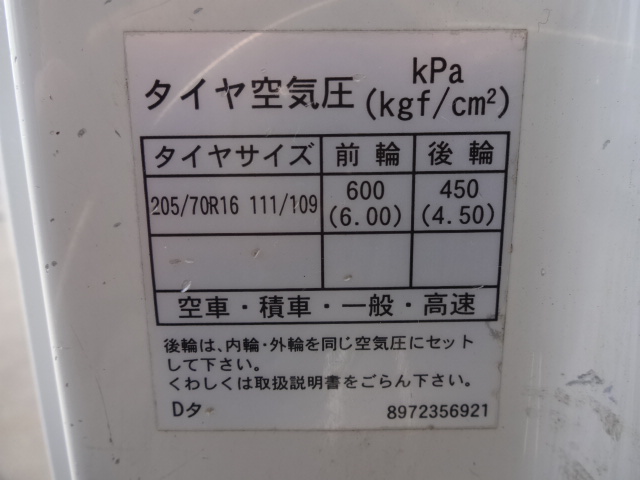 タイヤ空気圧 kPa (kgf/cm²)
タイヤサイズ 前輪 後輪
205/70R16 111/109 600 (6.00) 450 (4.50)
空車・積車・一般・高速
後輪は、内輪・外輪を同じ空気圧にセット
して下さい。
くわしくは取扱説明書をごらん下さい。
Dタ 8972356921